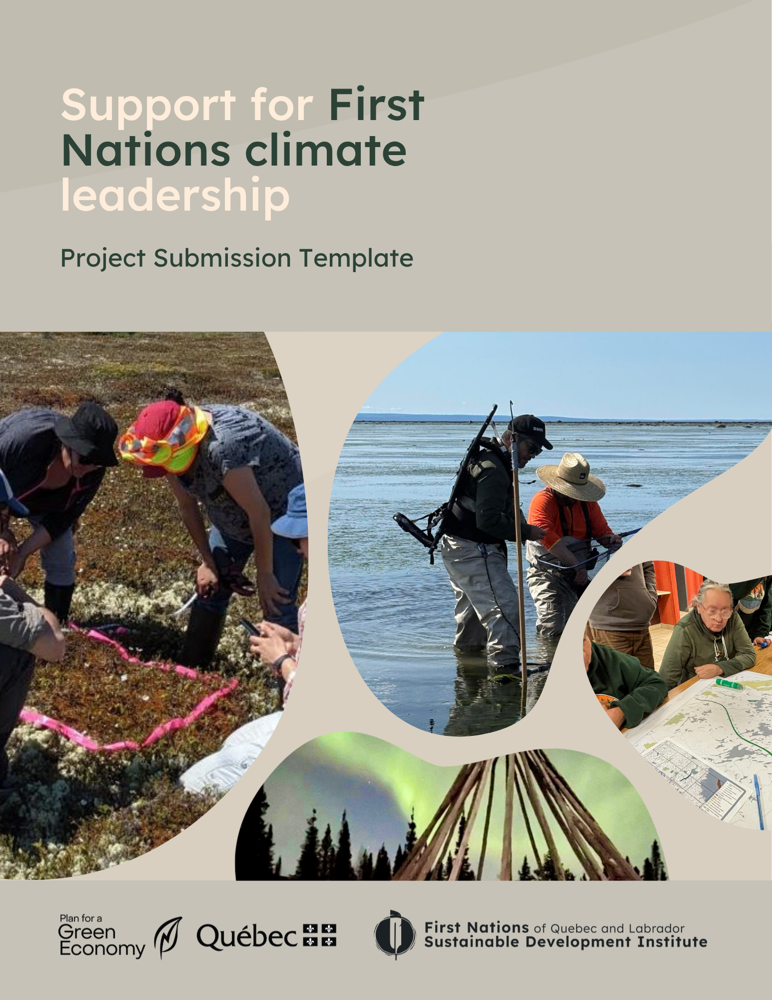 Support for First
Nations climate
leadership
Project Submission Template
BMR
Plan for a
Green
Economy
Québec
First Nations of Quebec and Labrador
Sustainable Development Institute